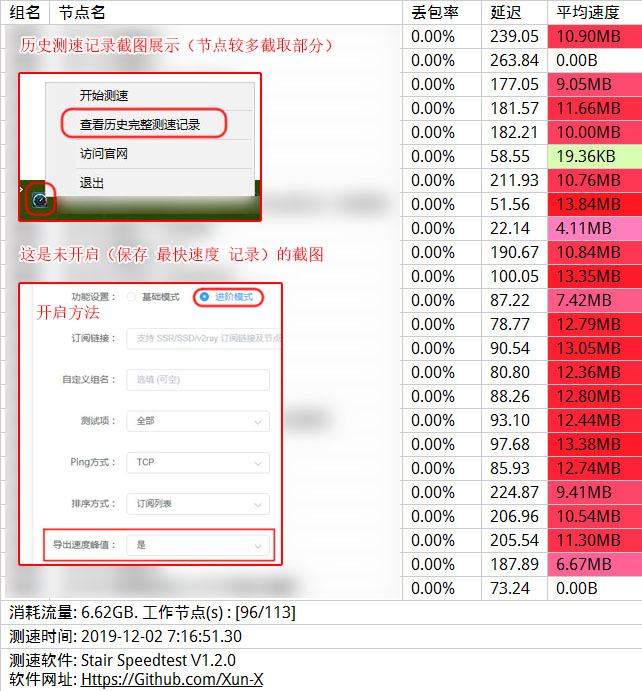 组名 节点名 丢包率 延迟 平均速度
0.00% 239.05 10.90MB
0.00% 263.84 0.00B
0.00% 177.05 9.05MB
0.00% 181.57 11.66MB
0.00% 182.21 10.00MB
0.00% 58.55 19.36KB
0.00% 211.93 10.76MB
0.00% 51.56 13.84MB
0.00% 22.14 4.11MB
0.00% 190.67 10.84MB
0.00% 100.05 13.35MB
0.00% 87.22 7.42MB
0.00% 78.77 12.79MB
0.00% 90.54 13.05MB
0.00% 80.80 12.36MB
0.00% 88.26 12.80MB
0.00% 93.10 12.44MB
0.00% 97.68 13.38MB
0.00% 85.93 12.74MB
0.00% 224.87 9.41MB
0.00% 206.96 10.54MB
0.00% 205.54 11.30MB
0.00% 187.89 6.67MB
0.00% 73.24 0.00B
历史测速记录截图展示（节点较多截取部分）
开始测速
查看历史完整测速记录
访问官网
退出
这是未开启（保存 最快速度 记录）的截图
功能设置： 基础模式 进阶模式
开启方法
订阅链接： 支持 SSR/SSD/v2ray 订阅链接及节点
自定义组名： 选填 (可空)
测试项： 全部
Ping方式： TCP
排序方式： 订阅列表
导出速度峰值： 是
消耗流量: 6.62GB. 工作节点(s) : [96/113]
测速时间: 2019-12-02 7:16:51.30
测速软件: Stair Speedtest V1.2.0
软件网址: Https://Github.com/Xun-X